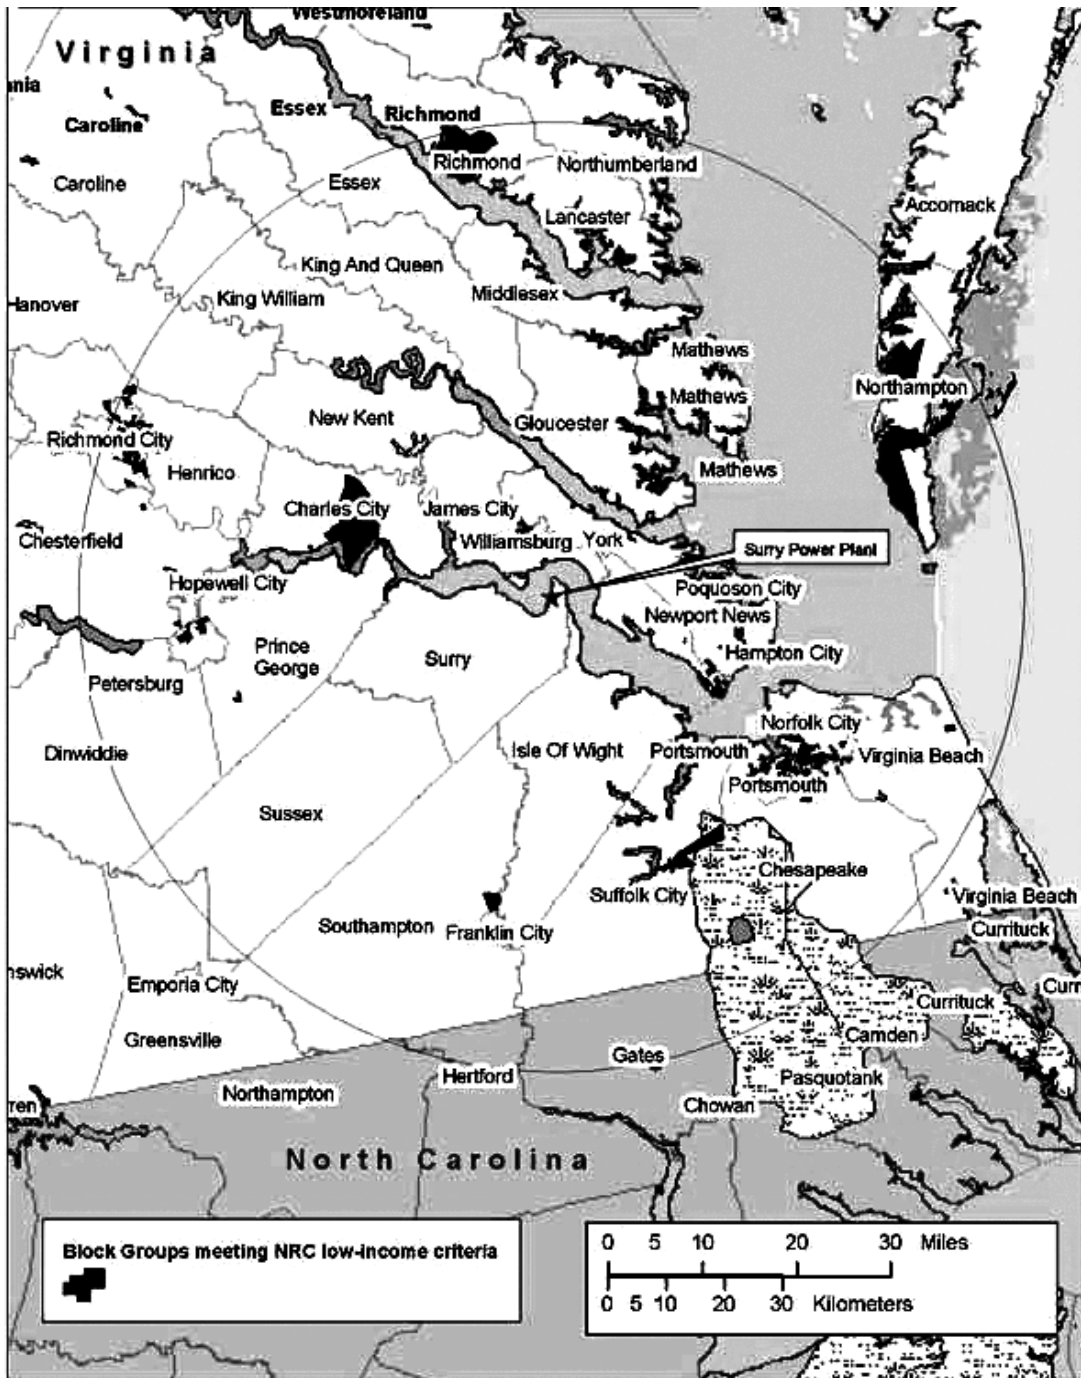 Westmoreland
Virginia
nia
Essex
Richmond
Caroline
Richmond
Northumberland
Caroline
Essex
Accomack
Lancaster
King And Queen
Middlesex
King William
Hanover
Mathews
Northampton
Mathews
New Kent
Gloucester
Richmond City
Mathews
Henrico
Charles City
James City
Chesterfield
Williamsburg
York
Surry Power Plant
Hopewell City
Poquoson City
Newport News
Prince
George
Surry
Hampton City
Petersburg
Norfolk City
Dinwiddie
Isle Of Wight
Portsmouth
Virginia Beach
Portsmouth
Sussex
Chesapeake
Suffolk City
Virginia Beach
Southampton
Franklin City
Currituck
nswick
Emporia City
Curr
Currituck
Greensville
Camden
Gates
Hertford
Pasquotank
Northampton
Chowan
ren
North Carolina
Block Groups meeting NRC low-income criteria
0 5 10 20 30 Miles
0 5 10 20 30 Kilometers